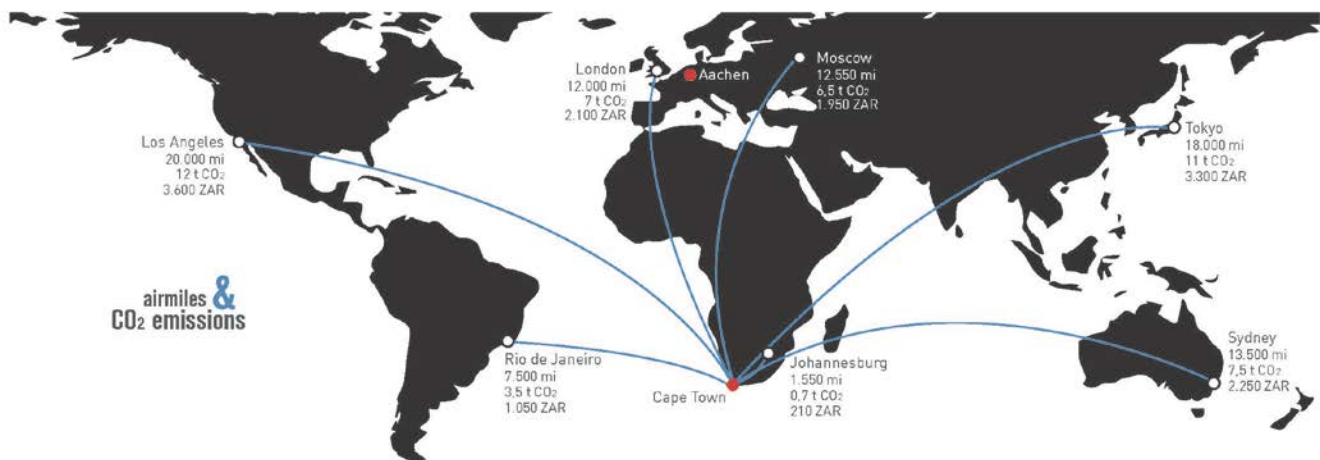 London
12.000 mi
7 t CO₂
2.100 ZAR
Aachen
Moscow
12.550 mi
6,5 t CO₂
1.950 ZAR
Los Angeles
20.000 mi
12 t CO₂
3.600 ZAR
Tokyo
18.000 mi
11 t CO₂
3.300 ZAR
airmiles &
CO₂ emissions
Rio de Janeiro
7.500 mi
3,5 t CO₂
1.050 ZAR
Cape Town
Johannesburg
1.550 mi
0,7 t CO₂
210 ZAR
Sydney
13.500 mi
7,5 t CO₂
2.250 ZAR